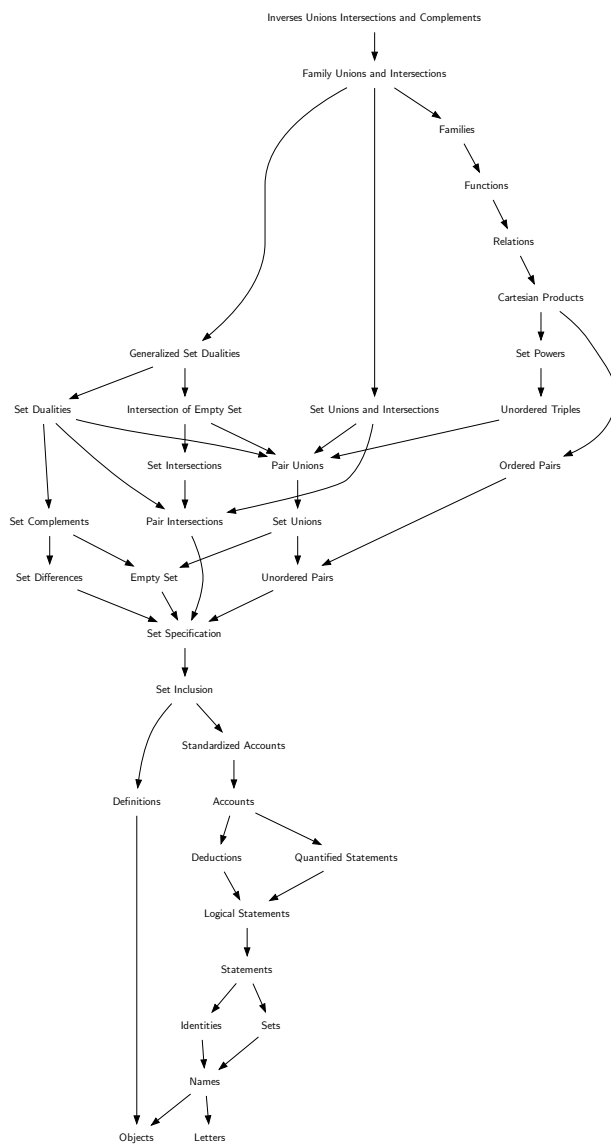 Inverses Unions Intersections and Complements
Family Unions and Intersections
Families
Functions
Relations
Cartesian Products
Generalized Set Dualities
Set Powers
Set Dualities
Intersection of Empty Set
Set Unions and Intersections
Unordered Triples
Set Intersections
Pair Unions
Ordered Pairs
Set Complements
Pair Intersections
Set Unions
Set Differences
Empty Set
Unordered Pairs
Set Specification
Set Inclusion
Standardized Accounts
Definitions
Accounts
Deductions
Quantified Statements
Logical Statements
Statements
Identities
Sets
Names
Objects
Letters